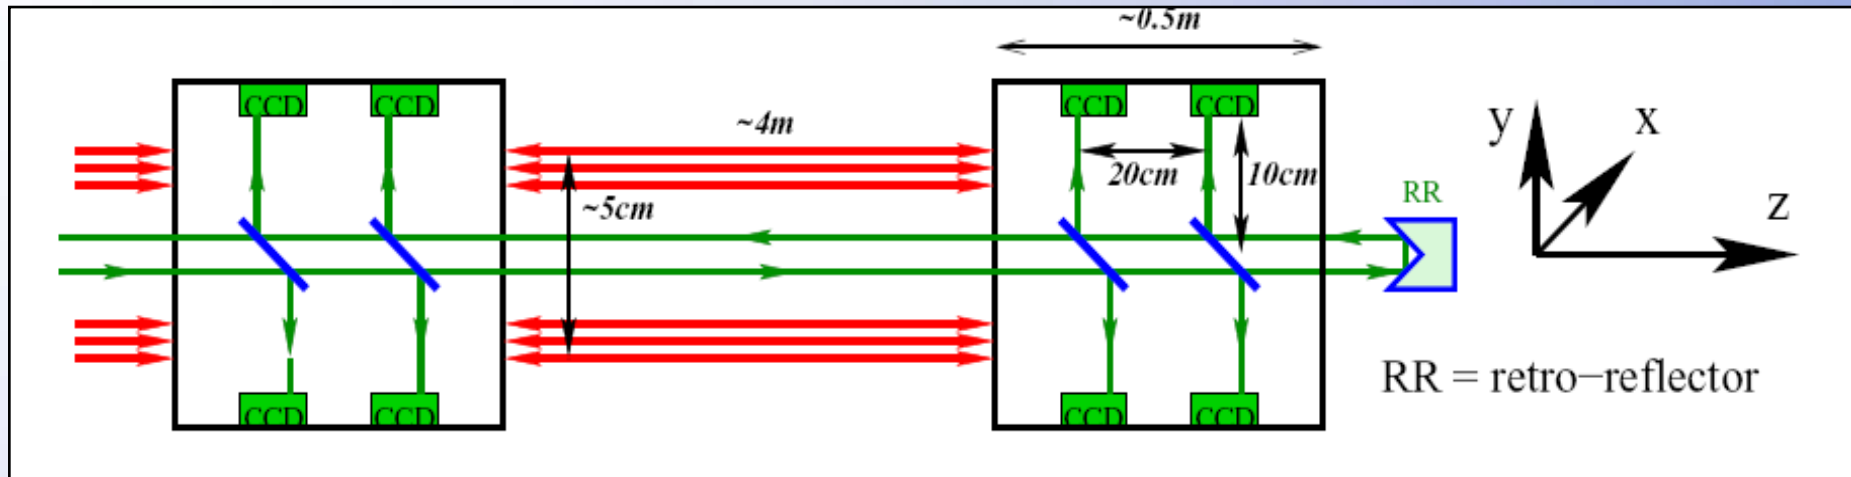 ~0.5m
CCD CCD CCD CCD
~4m
20cm
10cm
~5cm
RR
y x z
CCD CCD CCD CCD
RR = retro−reflector